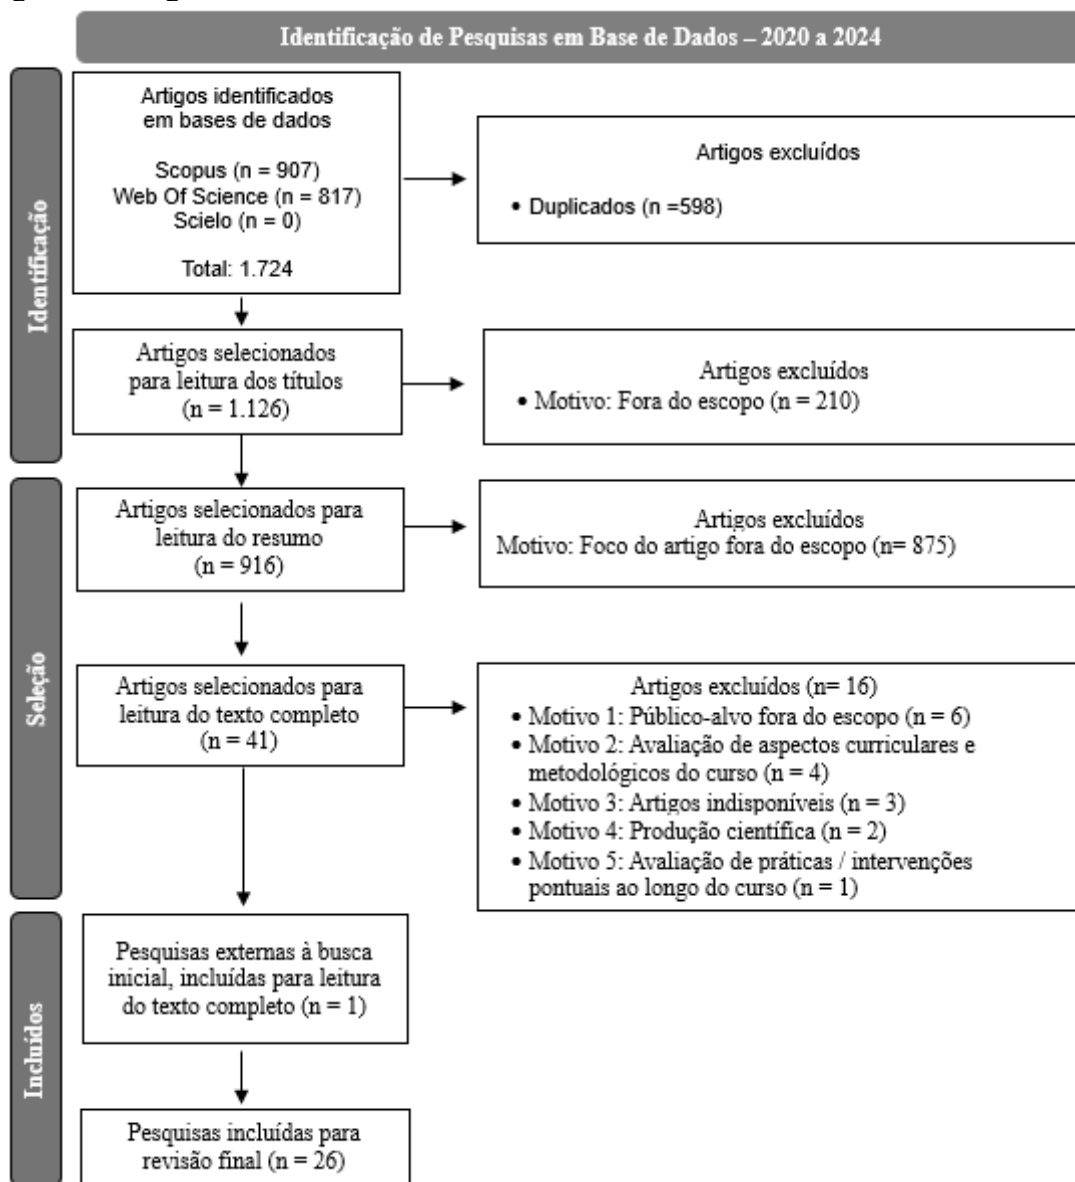 Identificação de Pesquisas em Base de Dados – 2020 a 2024
Identificação
Artigos identificados
em bases de dados
Scopus (n = 907)
Web Of Science (n = 817)
Scielo (n = 0)
Total: 1.724
Artigos excluídos
• Duplicados (n =598)
Artigos selecionados
para leitura dos títulos
(n = 1.126)
Artigos excluídos
• Motivo: Fora do escopo (n = 210)
Seleção
Artigos selecionados para
leitura do resumo
(n = 916)
Artigos excluídos
Motivo: Foco do artigo fora do escopo (n= 875)
Artigos selecionados para
leitura do texto completo
(n = 41)
Artigos excluídos (n= 16)
• Motivo 1: Público-alvo fora do escopo (n = 6)
• Motivo 2: Avaliação de aspectos curriculares e
metodológicos do curso (n = 4)
• Motivo 3: Artigos indisponíveis (n = 3)
• Motivo 4: Produção científica (n = 2)
• Motivo 5: Avaliação de práticas / intervenções
pontuais ao longo do curso (n = 1)
Incluídos
Pesquisas externas à busca
inicial, incluídas para leitura
do texto completo (n = 1)
Pesquisas incluídas para
revisão final (n = 26)